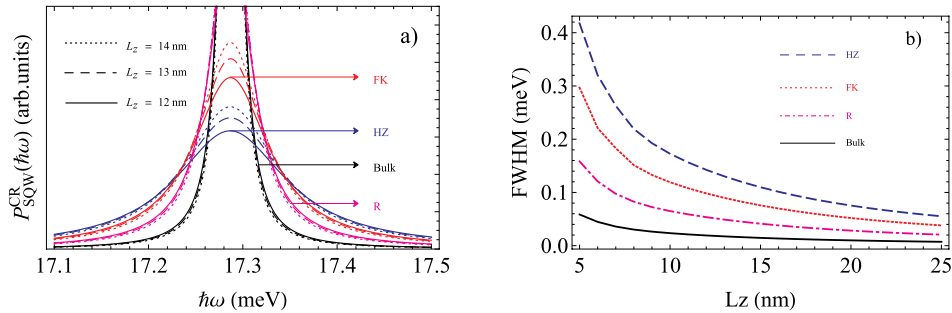 a)
L_z = 14 nm
L_z = 13 nm
L_z = 12 nm
FK
HZ
Bulk
R
P^CR_SQW(ℏω) (arb.units)
17.1 17.2 17.3 17.4 17.5
ℏω (meV)
b)
HZ
FK
R
Bulk
FWHM (meV)
0.4
0.3
0.2
0.1
0.0
5 10 15 20 25
Lz (nm)